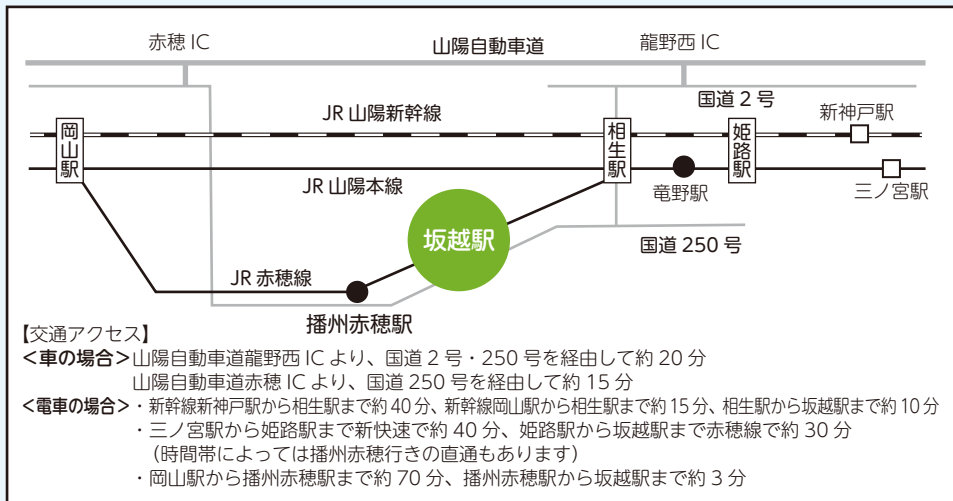 赤穂 IC
山陽自動車道
龍野西 IC
国道 2 号
JR 山陽新幹線
新神戸駅
岡山駅
相生駅
姫路駅
JR 山陽本線
竜野駅
三ノ宮駅
坂越駅
国道 250 号
JR 赤穂線
播州赤穂駅
【交通アクセス】
<車の場合>山陽自動車道龍野西 IC より、国道 2 号・250 号を経由して約 20 分
山陽自動車道赤穂 IC より、国道 250 号を経由して約 15 分
<電車の場合>・新幹線新神戸駅から相生駅まで約 40 分、新幹線岡山駅から相生駅まで約 15 分、相生駅から坂越駅まで約 10 分
・三ノ宮駅から姫路駅まで新快速で約 40 分、姫路駅から坂越駅まで赤穂線で約 30 分
(時間帯によっては播州赤穂行きの直通もあります)
・岡山駅から播州赤穂駅まで約 70 分、播州赤穂駅から坂越駅まで約 3 分